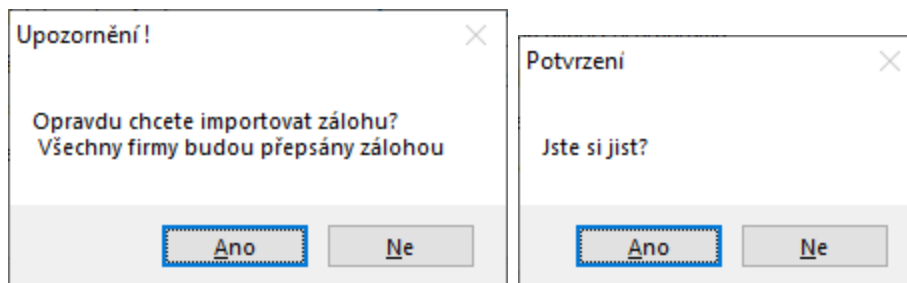 Upozornění !
Opravdu chcete importovat zálohu?
Všechny firmy budou přepsány zálohou
Ano
Ne
Potvrzení
Jste si jist?
Ano
Ne